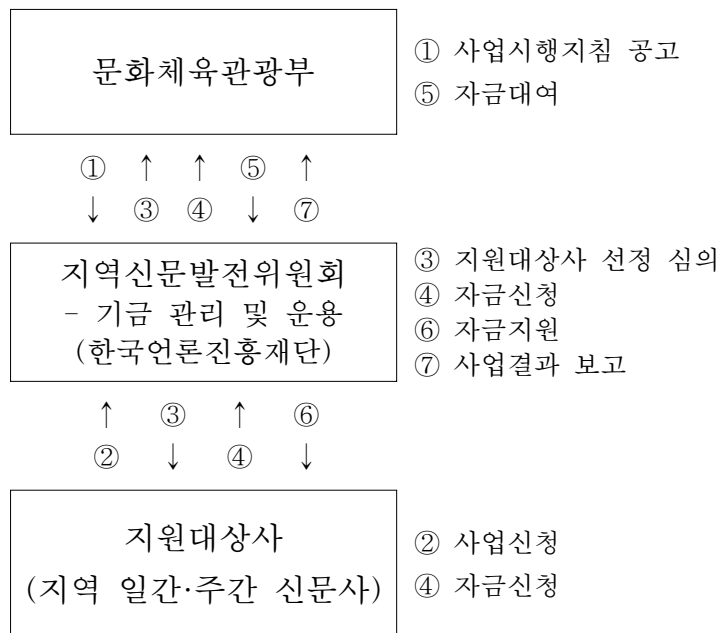 문화체육관광부
① 사업시행지침 공고
⑤ 자금대여
① ↑ ↑ ⑤ ↑
↓ ③ ④ ↓ ⑦
지역신문발전위원회
- 기금 관리 및 운용
(한국언론진흥재단)
③ 지원대상사 선정 심의
④ 자금신청
⑥ 자금지원
⑦ 사업결과 보고
↑ ③ ↑ ⑥
② ↓ ④ ↓
지원대상사
(지역 일간·주간 신문사)
② 사업신청
④ 자금신청